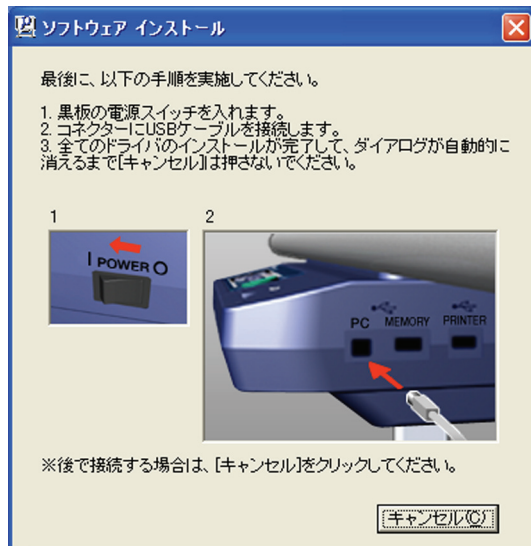 ソフトウェア インストール
最後に、以下の手順を実施してください。
1. 黒板の電源スイッチを入れます。
2. コネクターにUSBケーブルを接続します。
3. 全てのドライバのインストールが完了して、ダイアログが自動的に
消えるまで[キャンセル]は押さないでください。
1
2
I POWER O
PC MEMORY PRINTER
※後で接続する場合は、[キャンセル]をクリックしてください。
キャンセル(C)